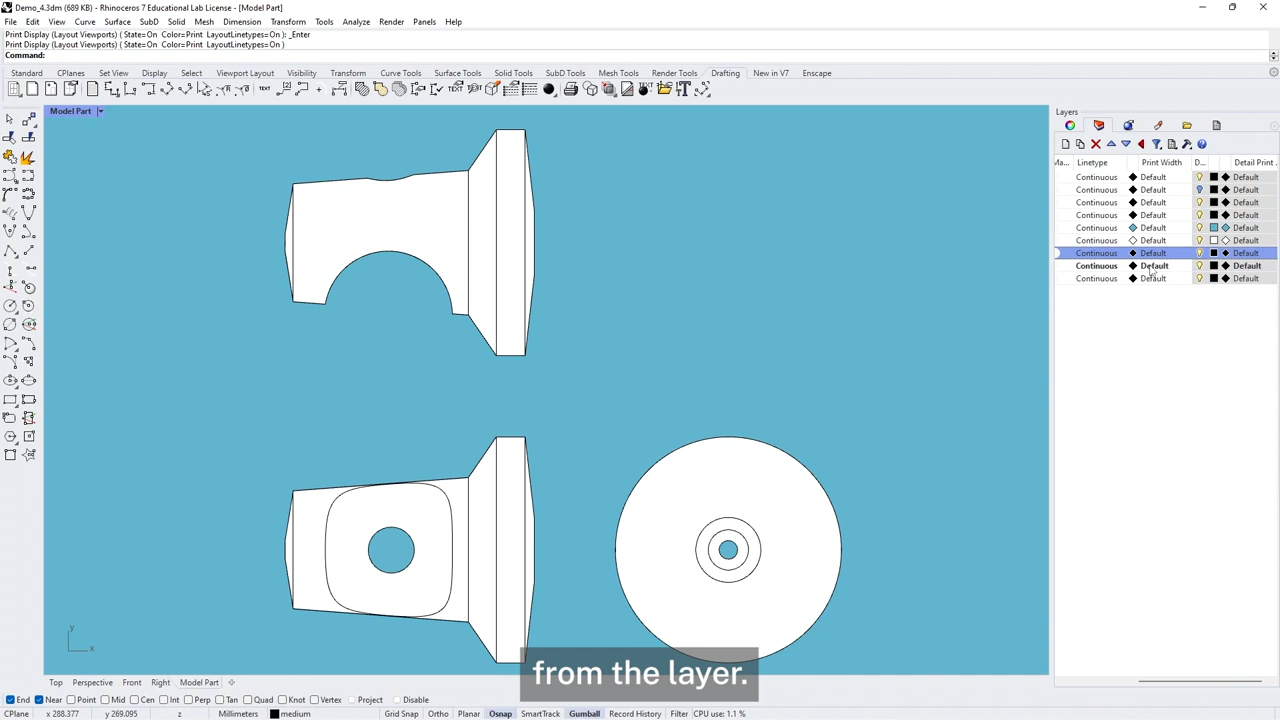 Demo_4.3dm (689 KB) - Rhinoceros 7 Educational Lab License - [Model Part]
File Edit View Curve Surface SubD Solid Mesh Dimension Transform Tools Analyze Render Panels Help
Print Display (Layout Viewports) ( State=On Color=Print LayoutLinetypes=On ): _Enter
Print Display (Layout Viewports) ( State=On Color=Print LayoutLinetypes=On )
Command:
Standard CPlanes Set View Display Select Viewport Layout Visibility Transform Curve Tools Surface Tools Solid Tools SubD Tools Mesh Tools Render Tools Drafting New in V7 Enscape
Model Part
Layers
Linetype Print Width D... Detail Print .
Continuous Default Default
Continuous Default Default
Continuous Default Default
Continuous Default Default
Continuous Default Default
Continuous Default Default
Continuous Default Default
Continuous Default Default
Continuous Default Default
y
x
from the layer.
Top Perspective Front Right Model Part
End Near Point Mid Cen Int Perp Tan Quad Knot Vertex Project Disable
CPlane x 288.377 y 269.095 z Millimeters medium Grid Snap Ortho Planar Osnap SmartTrack Gumball Record History Filter CPU use: 1.1 %